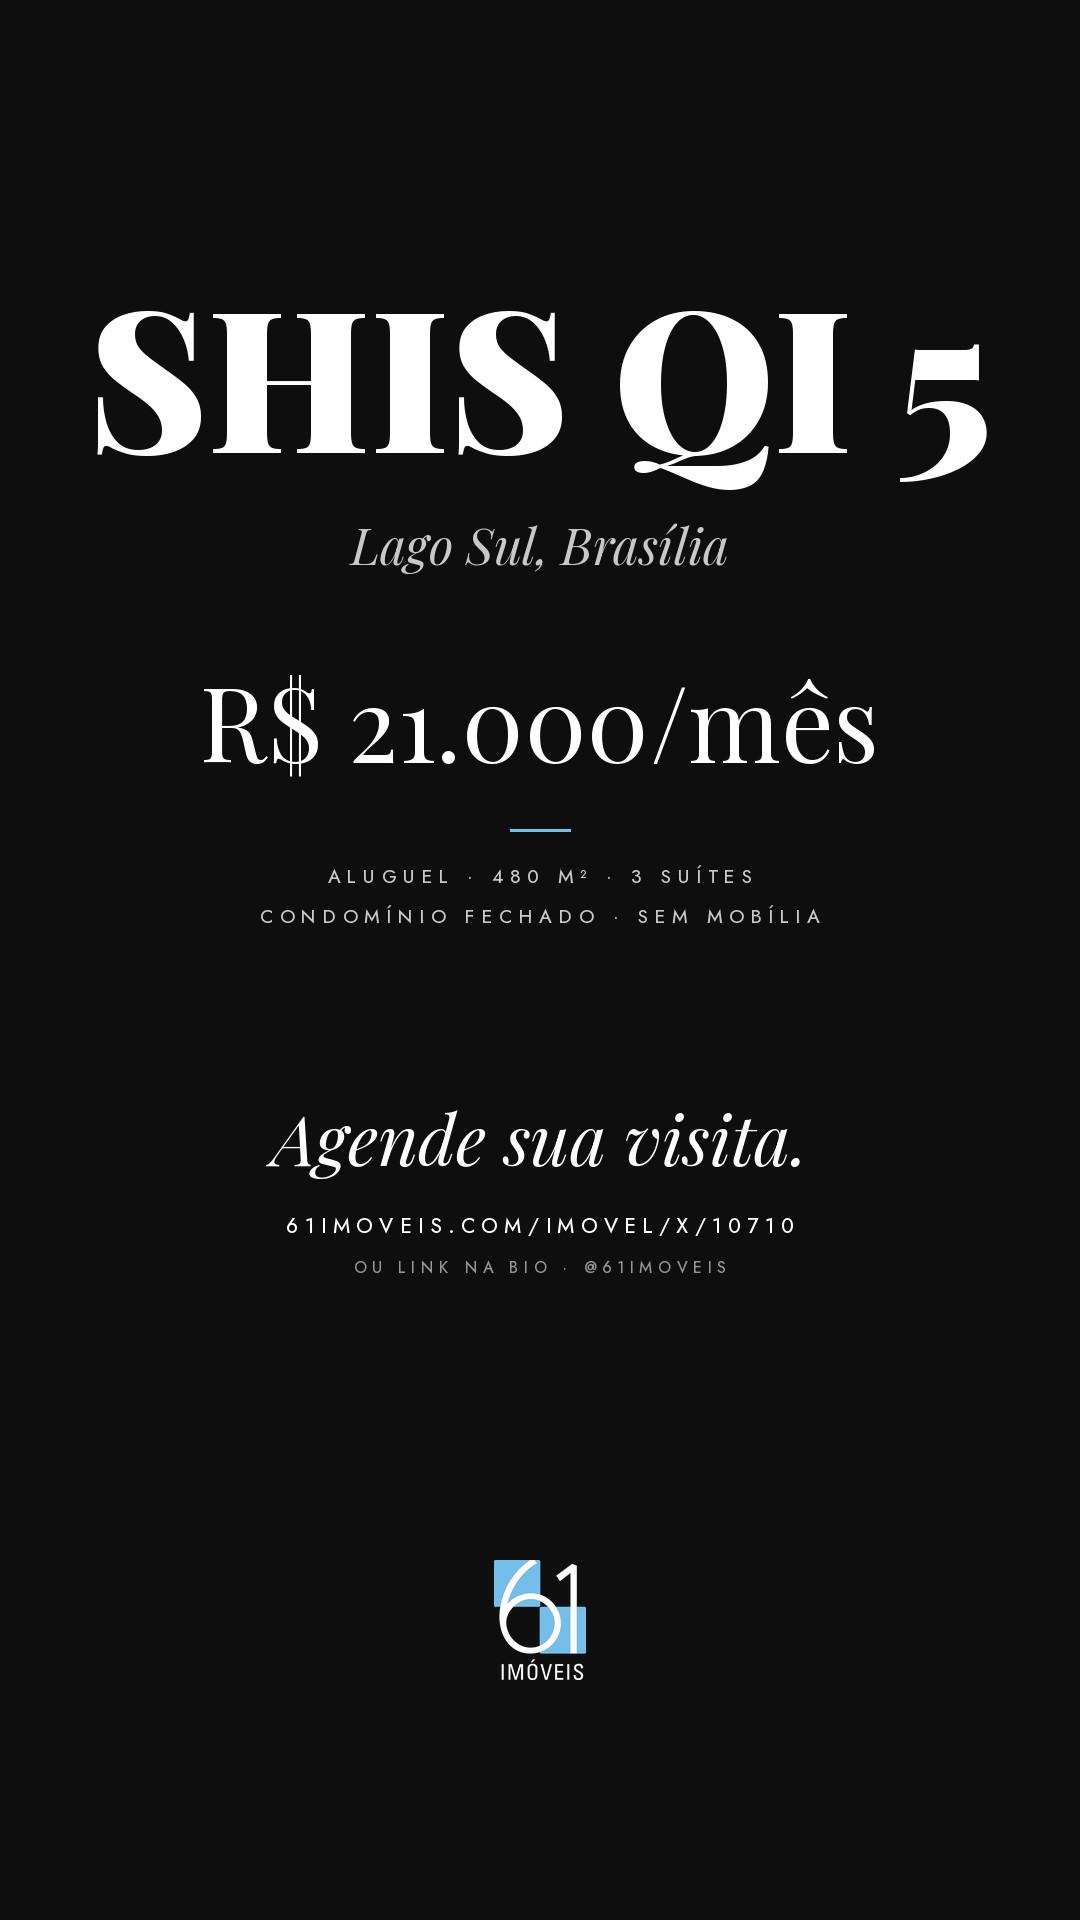 SHIS QI 5
Lago Sul, Brasília
R$ 21.000/mês
ALUGUEL · 480 M² · 3 SUÍTES
CONDOMÍNIO FECHADO · SEM MOBÍLIA
Agende sua visita.
61IMOVEIS.COM/IMOVEL/X/10710
OU LINK NA BIO · @61IMOVEIS
61
IMÓVEIS